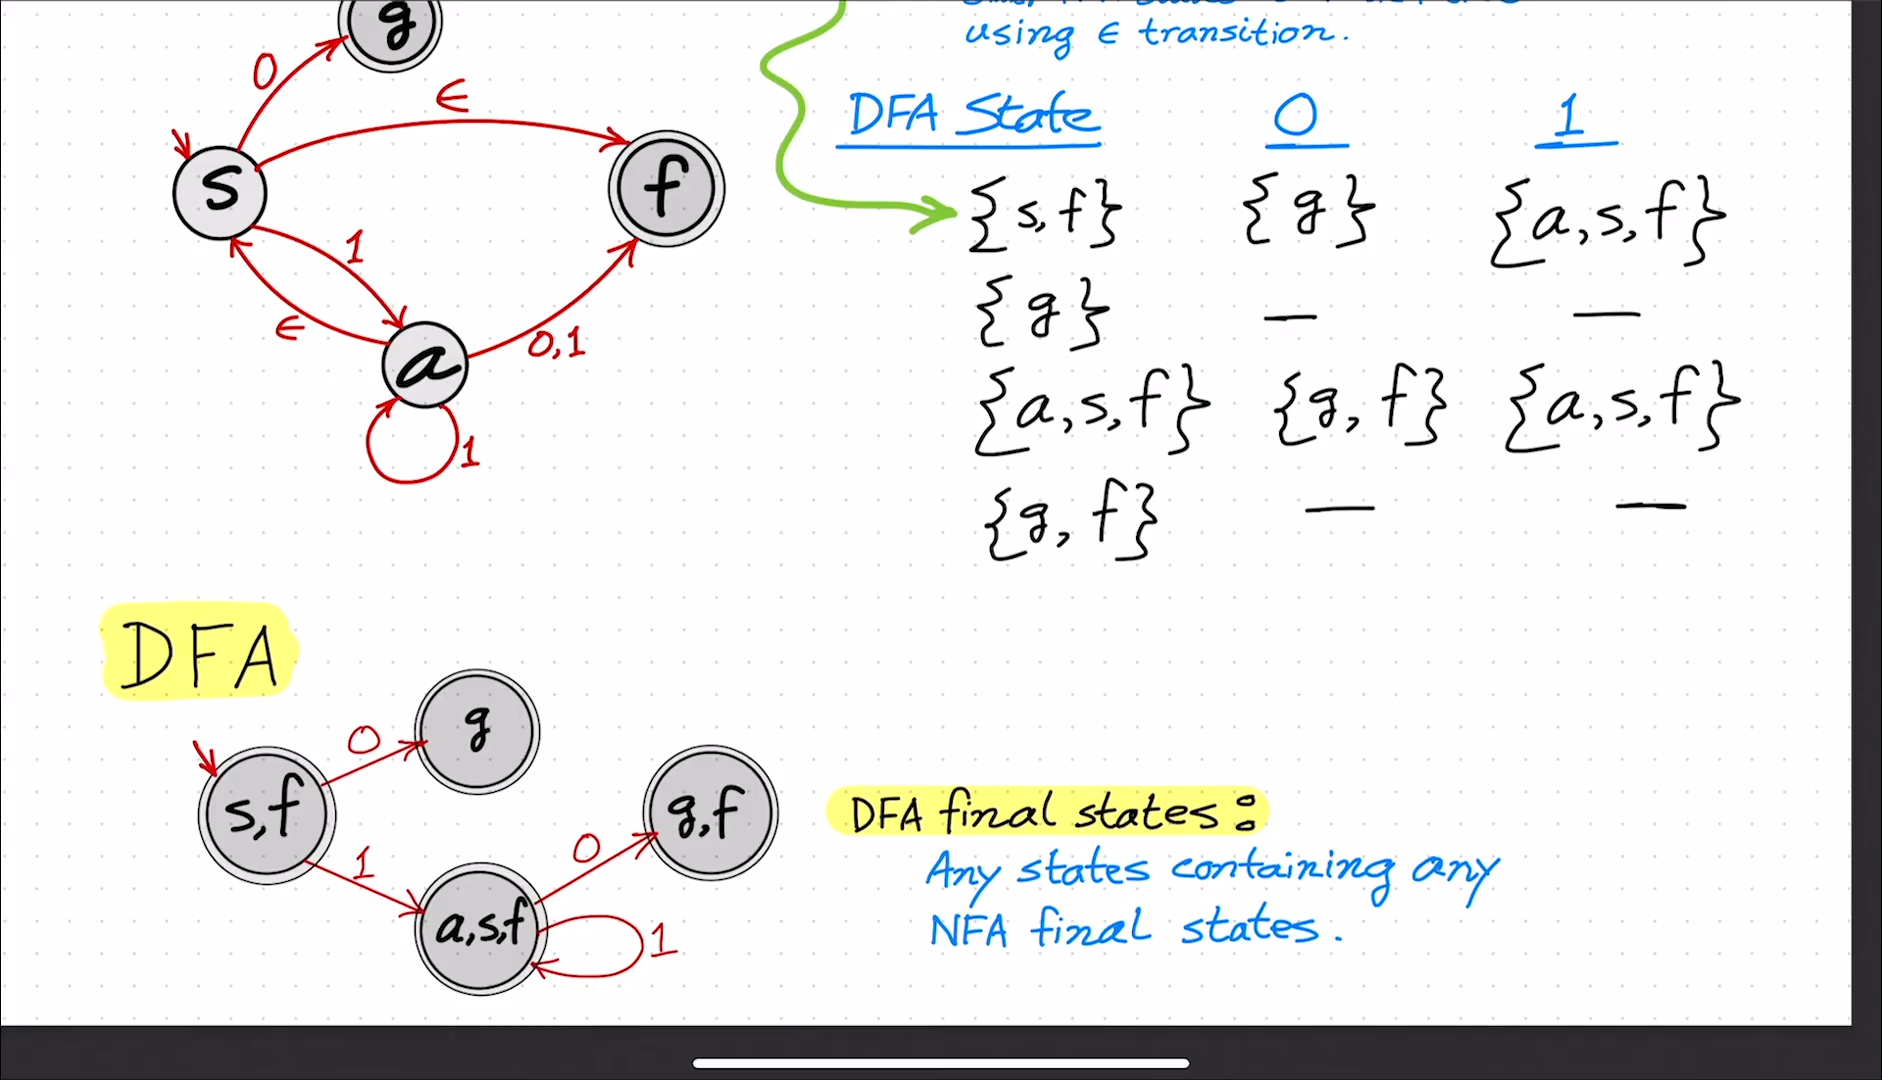 g
0
ϵ
s
f
1
ϵ
a
0,1
1
using ϵ transition.
DFA State 0 1
{s,f} {g} {a,s,f}
{g} — —
{a,s,f} {g,f} {a,s,f}
{g,f} — —
DFA
g
0
s,f
g,f
1
0
a,s,f
1
DFA final states:
Any states containing any
NFA final states.